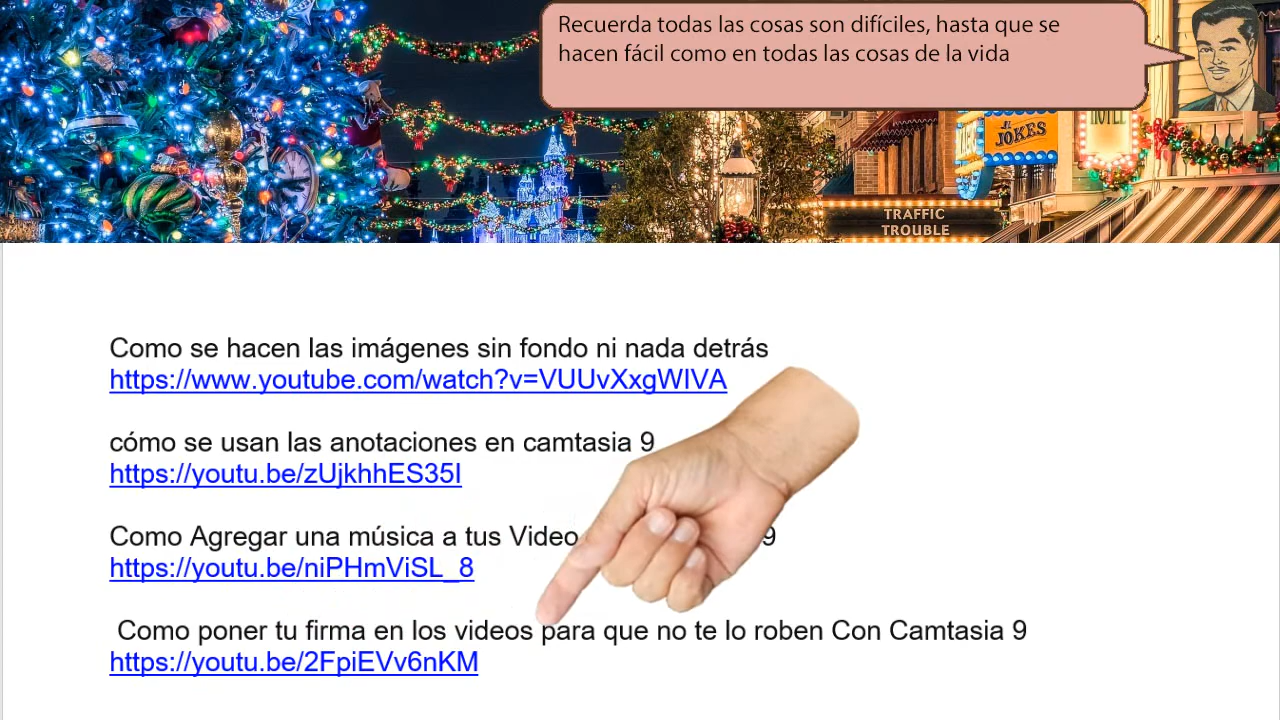 Recuerda todas las cosas son difíciles, hasta que se
hacen fácil como en todas las cosas de la vida
JOKES
HOTEL
TRAFFIC
TROUBLE
Como se hacen las imágenes sin fondo ni nada detrás
https://www.youtube.com/watch?v=VUUvXxgWIVA
cómo se usan las anotaciones en camtasia 9
https://youtu.be/zUjkhhES35I
Como Agregar una música a tus Video 9
https://youtu.be/niPHmViSL_8
Como poner tu firma en los videos para que no te lo roben Con Camtasia 9
https://youtu.be/2FpiEVv6nKM